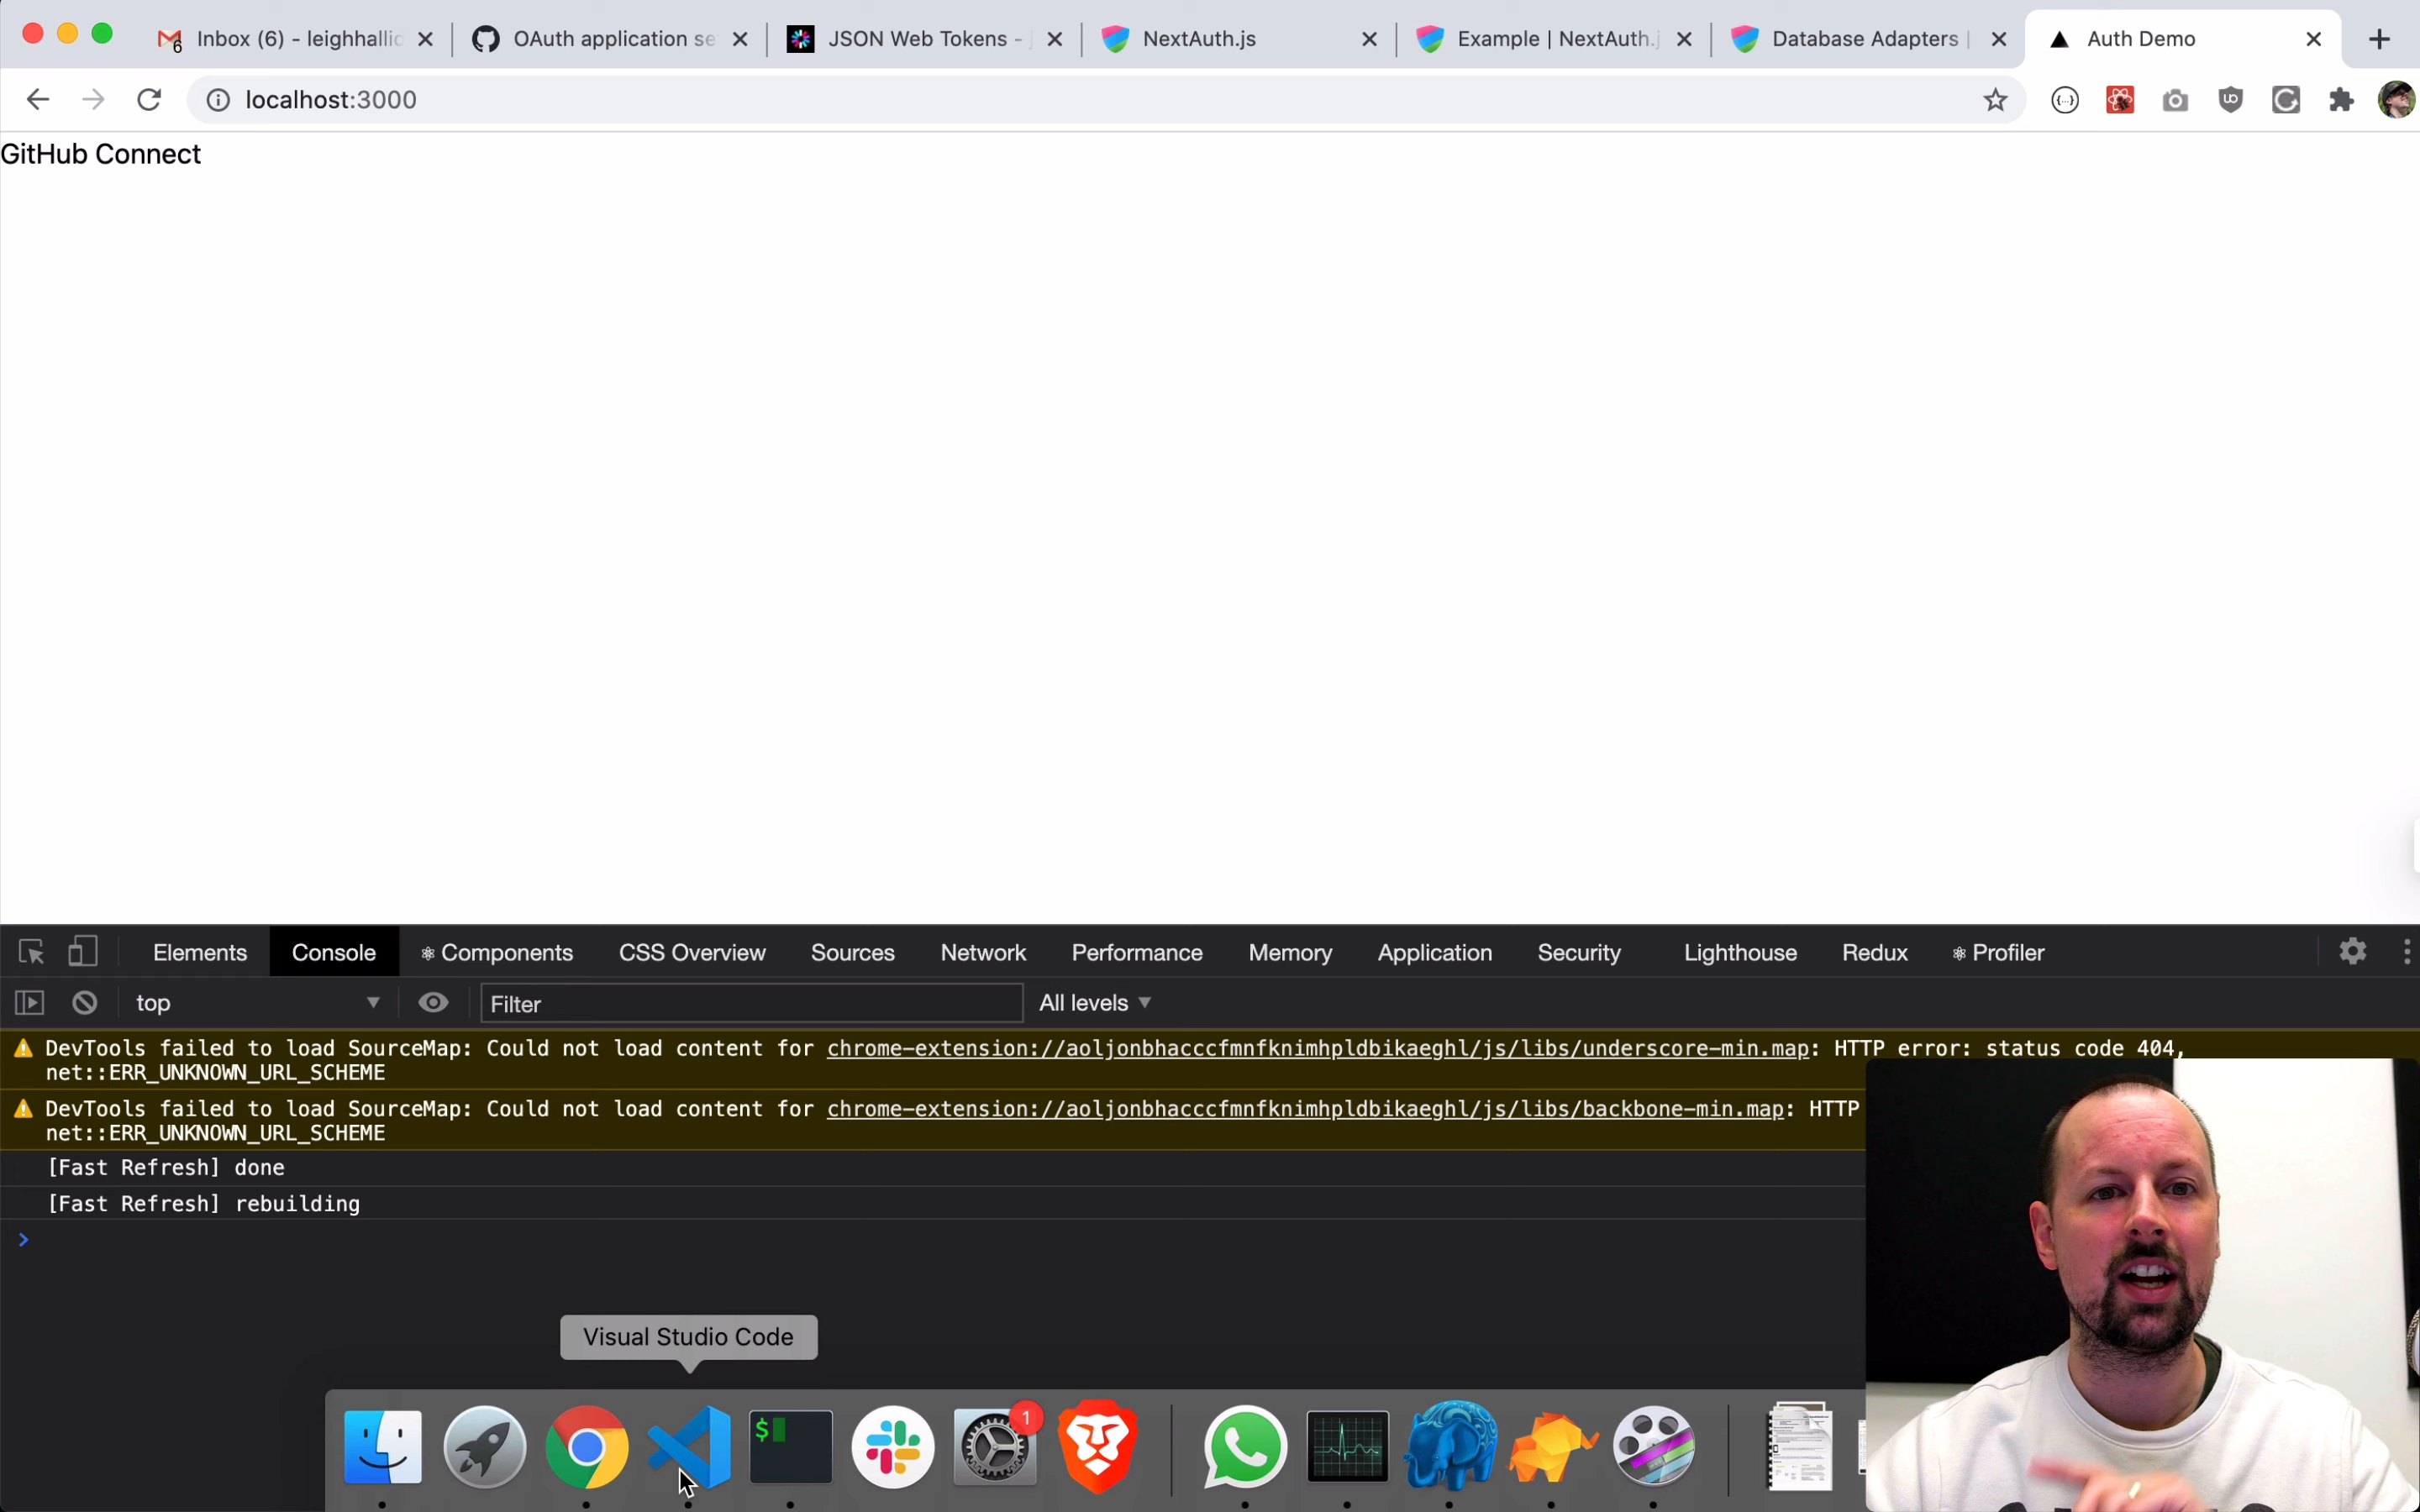 Inbox (6) - leighhallid
OAuth application se
JSON Web Tokens - j
NextAuth.js
Example | NextAuth.j
Database Adapters |
Auth Demo
localhost:3000
GitHub Connect
Elements
Console
Components
CSS Overview
Sources
Network
Performance
Memory
Application
Security
Lighthouse
Redux
Profiler
top
Filter
All levels
DevTools failed to load SourceMap: Could not load content for chrome-extension://aoljonbhacccfmnfknimhpldbikaeghl/js/libs/underscore-min.map: HTTP error: status code 404,
net::ERR_UNKNOWN_URL_SCHEME
DevTools failed to load SourceMap: Could not load content for chrome-extension://aoljonbhacccfmnfknimhpldbikaeghl/js/libs/backbone-min.map: HTTP
net::ERR_UNKNOWN_URL_SCHEME
[Fast Refresh] done
[Fast Refresh] rebuilding
Visual Studio Code
$
1